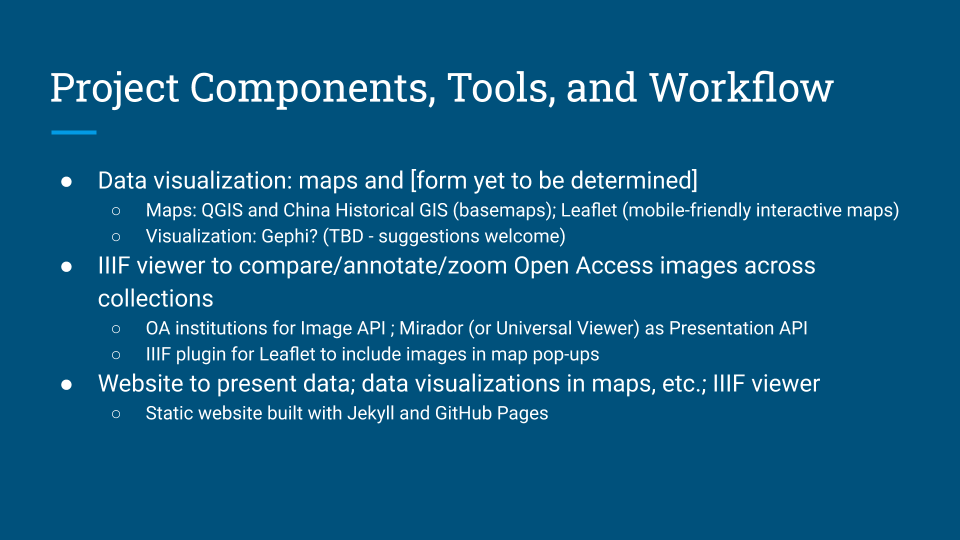 Project Components, Tools, and Workflow
● Data visualization: maps and [form yet to be determined]
○ Maps: QGIS and China Historical GIS (basemaps); Leaflet (mobile-friendly interactive maps)
○ Visualization: Gephi? (TBD - suggestions welcome)
● IIIF viewer to compare/annotate/zoom Open Access images across
collections
○ OA institutions for Image API ; Mirador (or Universal Viewer) as Presentation API
○ IIIF plugin for Leaflet to include images in map pop-ups
● Website to present data; data visualizations in maps, etc.; IIIF viewer
○ Static website built with Jekyll and GitHub Pages